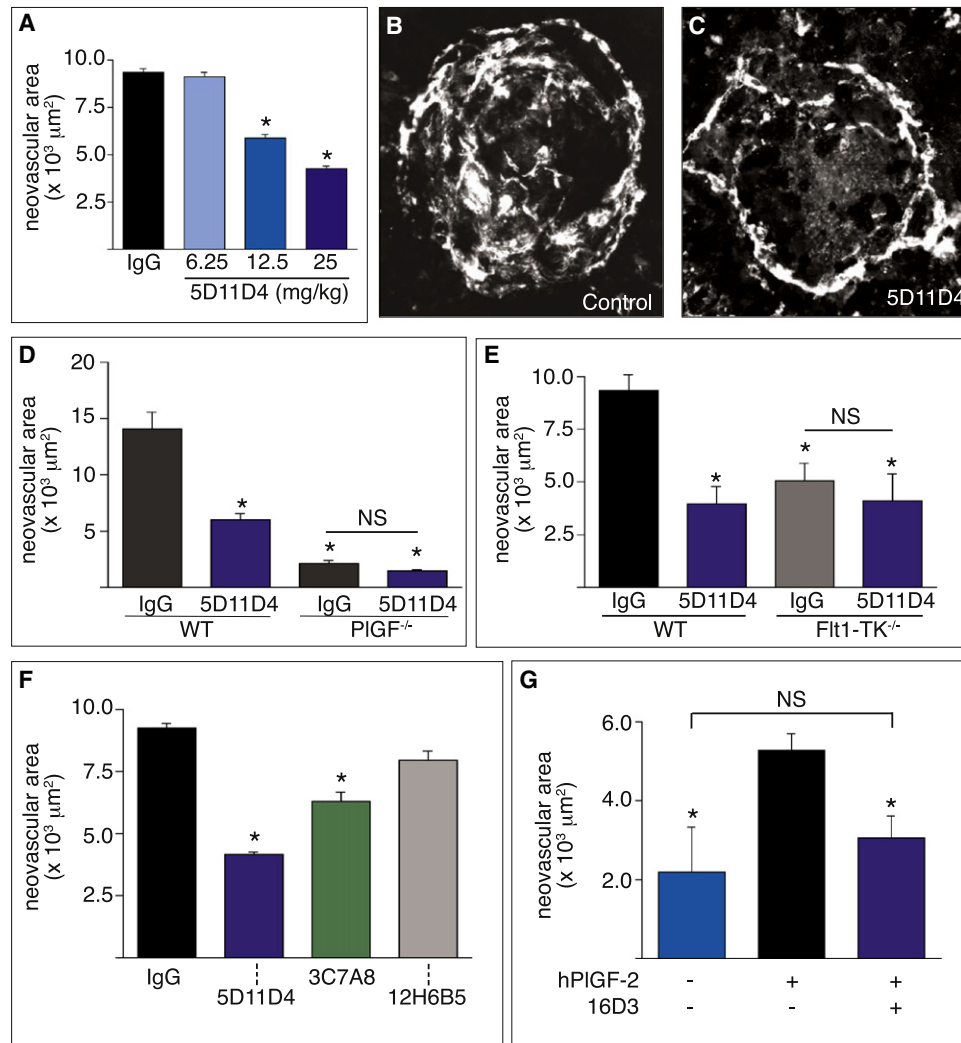 A
neovascular area
(x 10³ μm²)
10.0
7.5
5.0
2.5
* *
IgG 6.25 12.5 25
5D11D4 (mg/kg)
B
Control
C
5D11D4
D
neovascular area
(x 10³ μm²)
20
15
10
5
NS
* * *
IgG 5D11D4 IgG 5D11D4
WT PlGF-/-
E
neovascular area
(x 10³ μm²)
10.0
7.5
5.0
2.5
NS
* * *
IgG 5D11D4 IgG 5D11D4
WT Flt1-TK-/-
F
neovascular area
(x 10³ μm²)
10.0
7.5
5.0
2.5
* *
IgG 3C7A8
5D11D4 12H6B5
G
neovascular area
(x 10³ μm²)
6.0
4.0
2.0
NS
* *
hPlGF-2 - + +
16D3 - - +